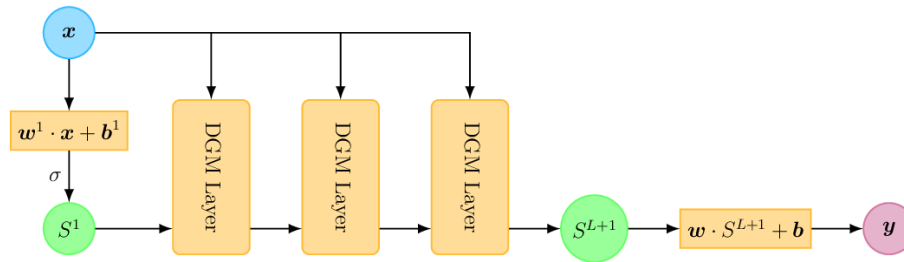 𝒙
𝒘¹ · 𝒙 + 𝒃¹
σ
S¹
DGM Layer
DGM Layer
DGM Layer
S^{L+1}
𝒘 · S^{L+1} + 𝒃
𝒚